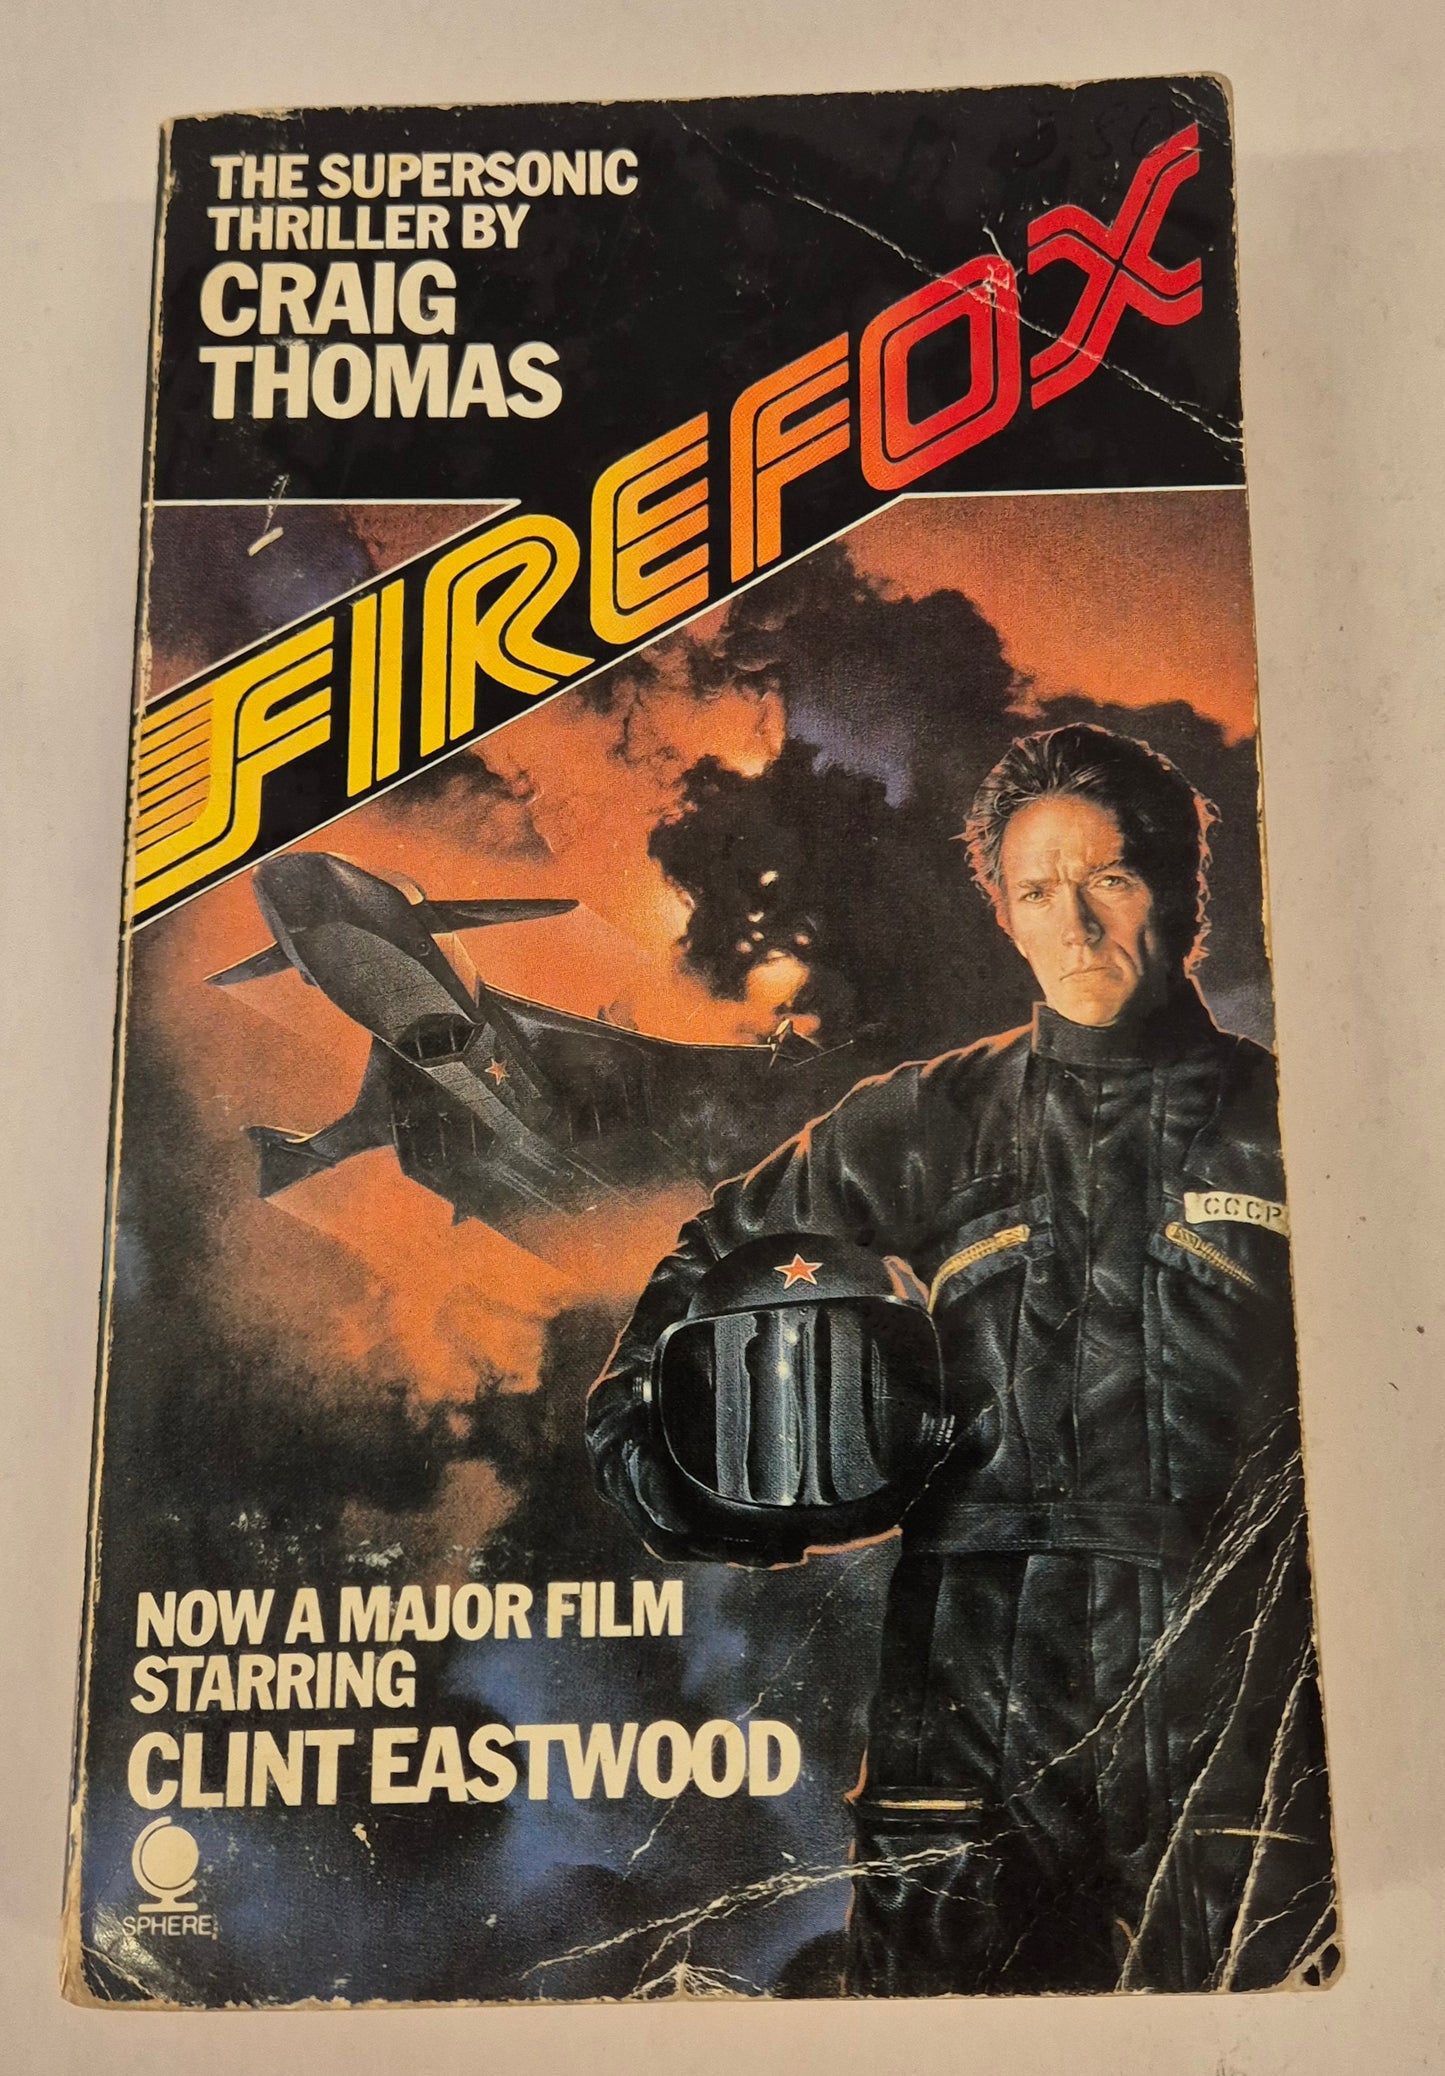 THE SUPERSONIC
THRILLER BY
CRAIG
THOMAS
FIREFOX
CCCP
NOW A MAJOR FILM
STARRING
CLINT EASTWOOD
SPHERE